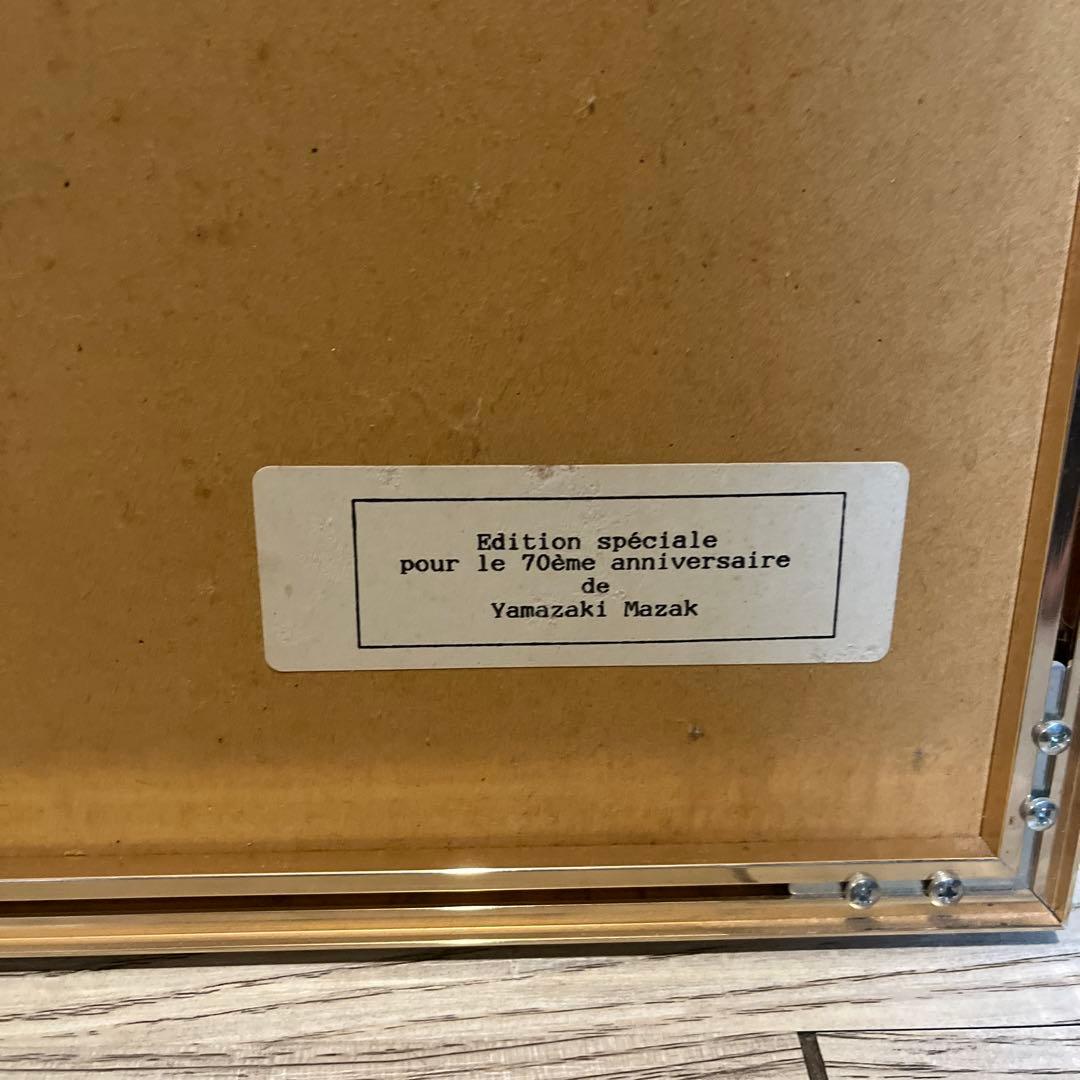 Edition spéciale
pour le 70ème anniversaire
de
Yamazaki Mazak